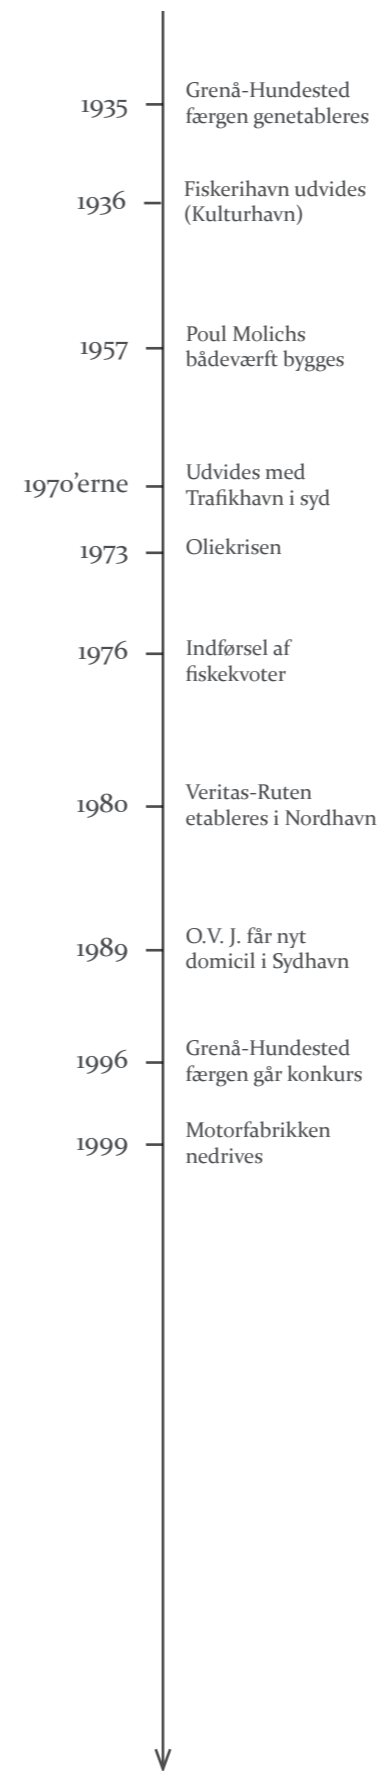 1935
Grenå-Hundested
færgen genetableres
1936
Fiskerihavn udvides
(Kulturhavn)
1957
Poul Molichs
bådeværft bygges
1970’erne
Udvides med
Trafikhavn i syd
1973
Oliekrisen
1976
Indførsel af
fiskekvoter
1980
Veritas-Ruten
etableres i Nordhavn
1989
O.V. J. får nyt
domicil i Sydhavn
1996
Grenå-Hundested
færgen går konkurs
1999
Motorfabrikken
nedrives